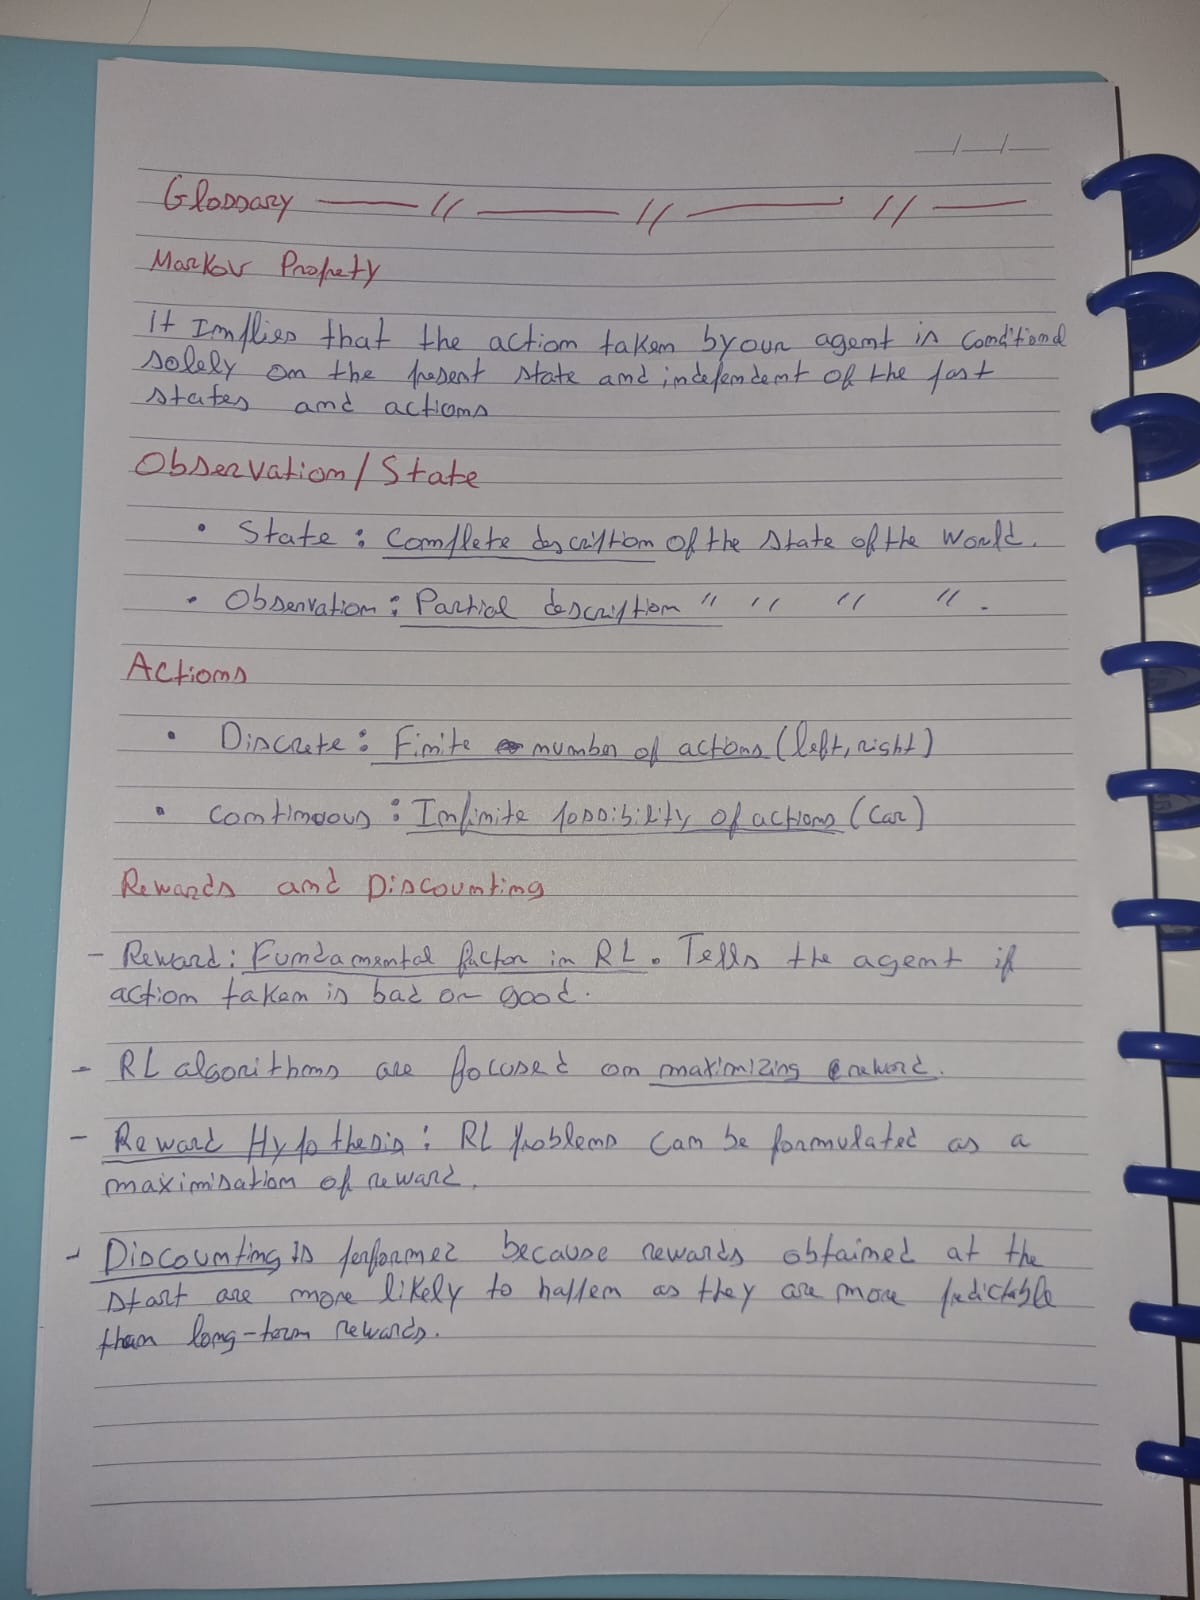 Glossary // // //
Markov Propety
It Implies that the action taken by our agent is conditional
solely on the present state and independent of the past
states and actions
Observation/State
• State: Complete description of the state of the world.
• Observation: Partial description " " " ".
Actions
• Discrete: Finite number of actions (left, right)
• Continuous: Infinite possibility of actions (car)
Rewards and Discounting
- Reward: Fundamental factor in RL. Tells the agent if
action taken is bad or good.
- RL algorithms are focused on maximizing reward.
- Reward Hypothesis: RL problems can be formulated as a
maximisation of reward.
- Discounting is performed because rewards obtained at the
start are more likely to happen as they are more predictable
than long-term rewards.